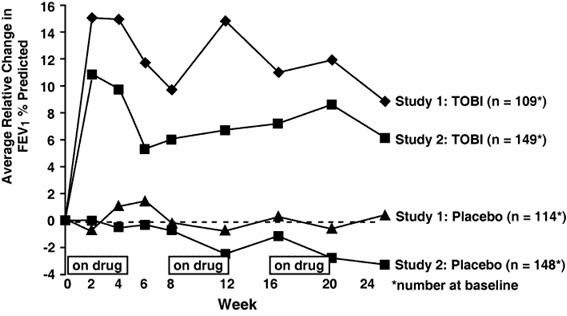 Average Relative Change in
FEV1 % Predicted
16
14
12
10
8
6
4
2
0
-2
-4
Study 1: TOBI (n = 109*)
Study 2: TOBI (n = 149*)
Study 1: Placebo (n = 114*)
Study 2: Placebo (n = 148*)
on drug on drug on drug
0 2 4 6 8 12 16 20 24
*number at baseline
Week